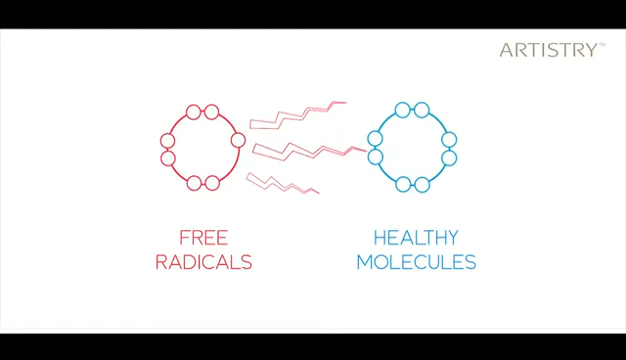 ARTISTRY™
FREE
RADICALS
HEALTHY
MOLECULES